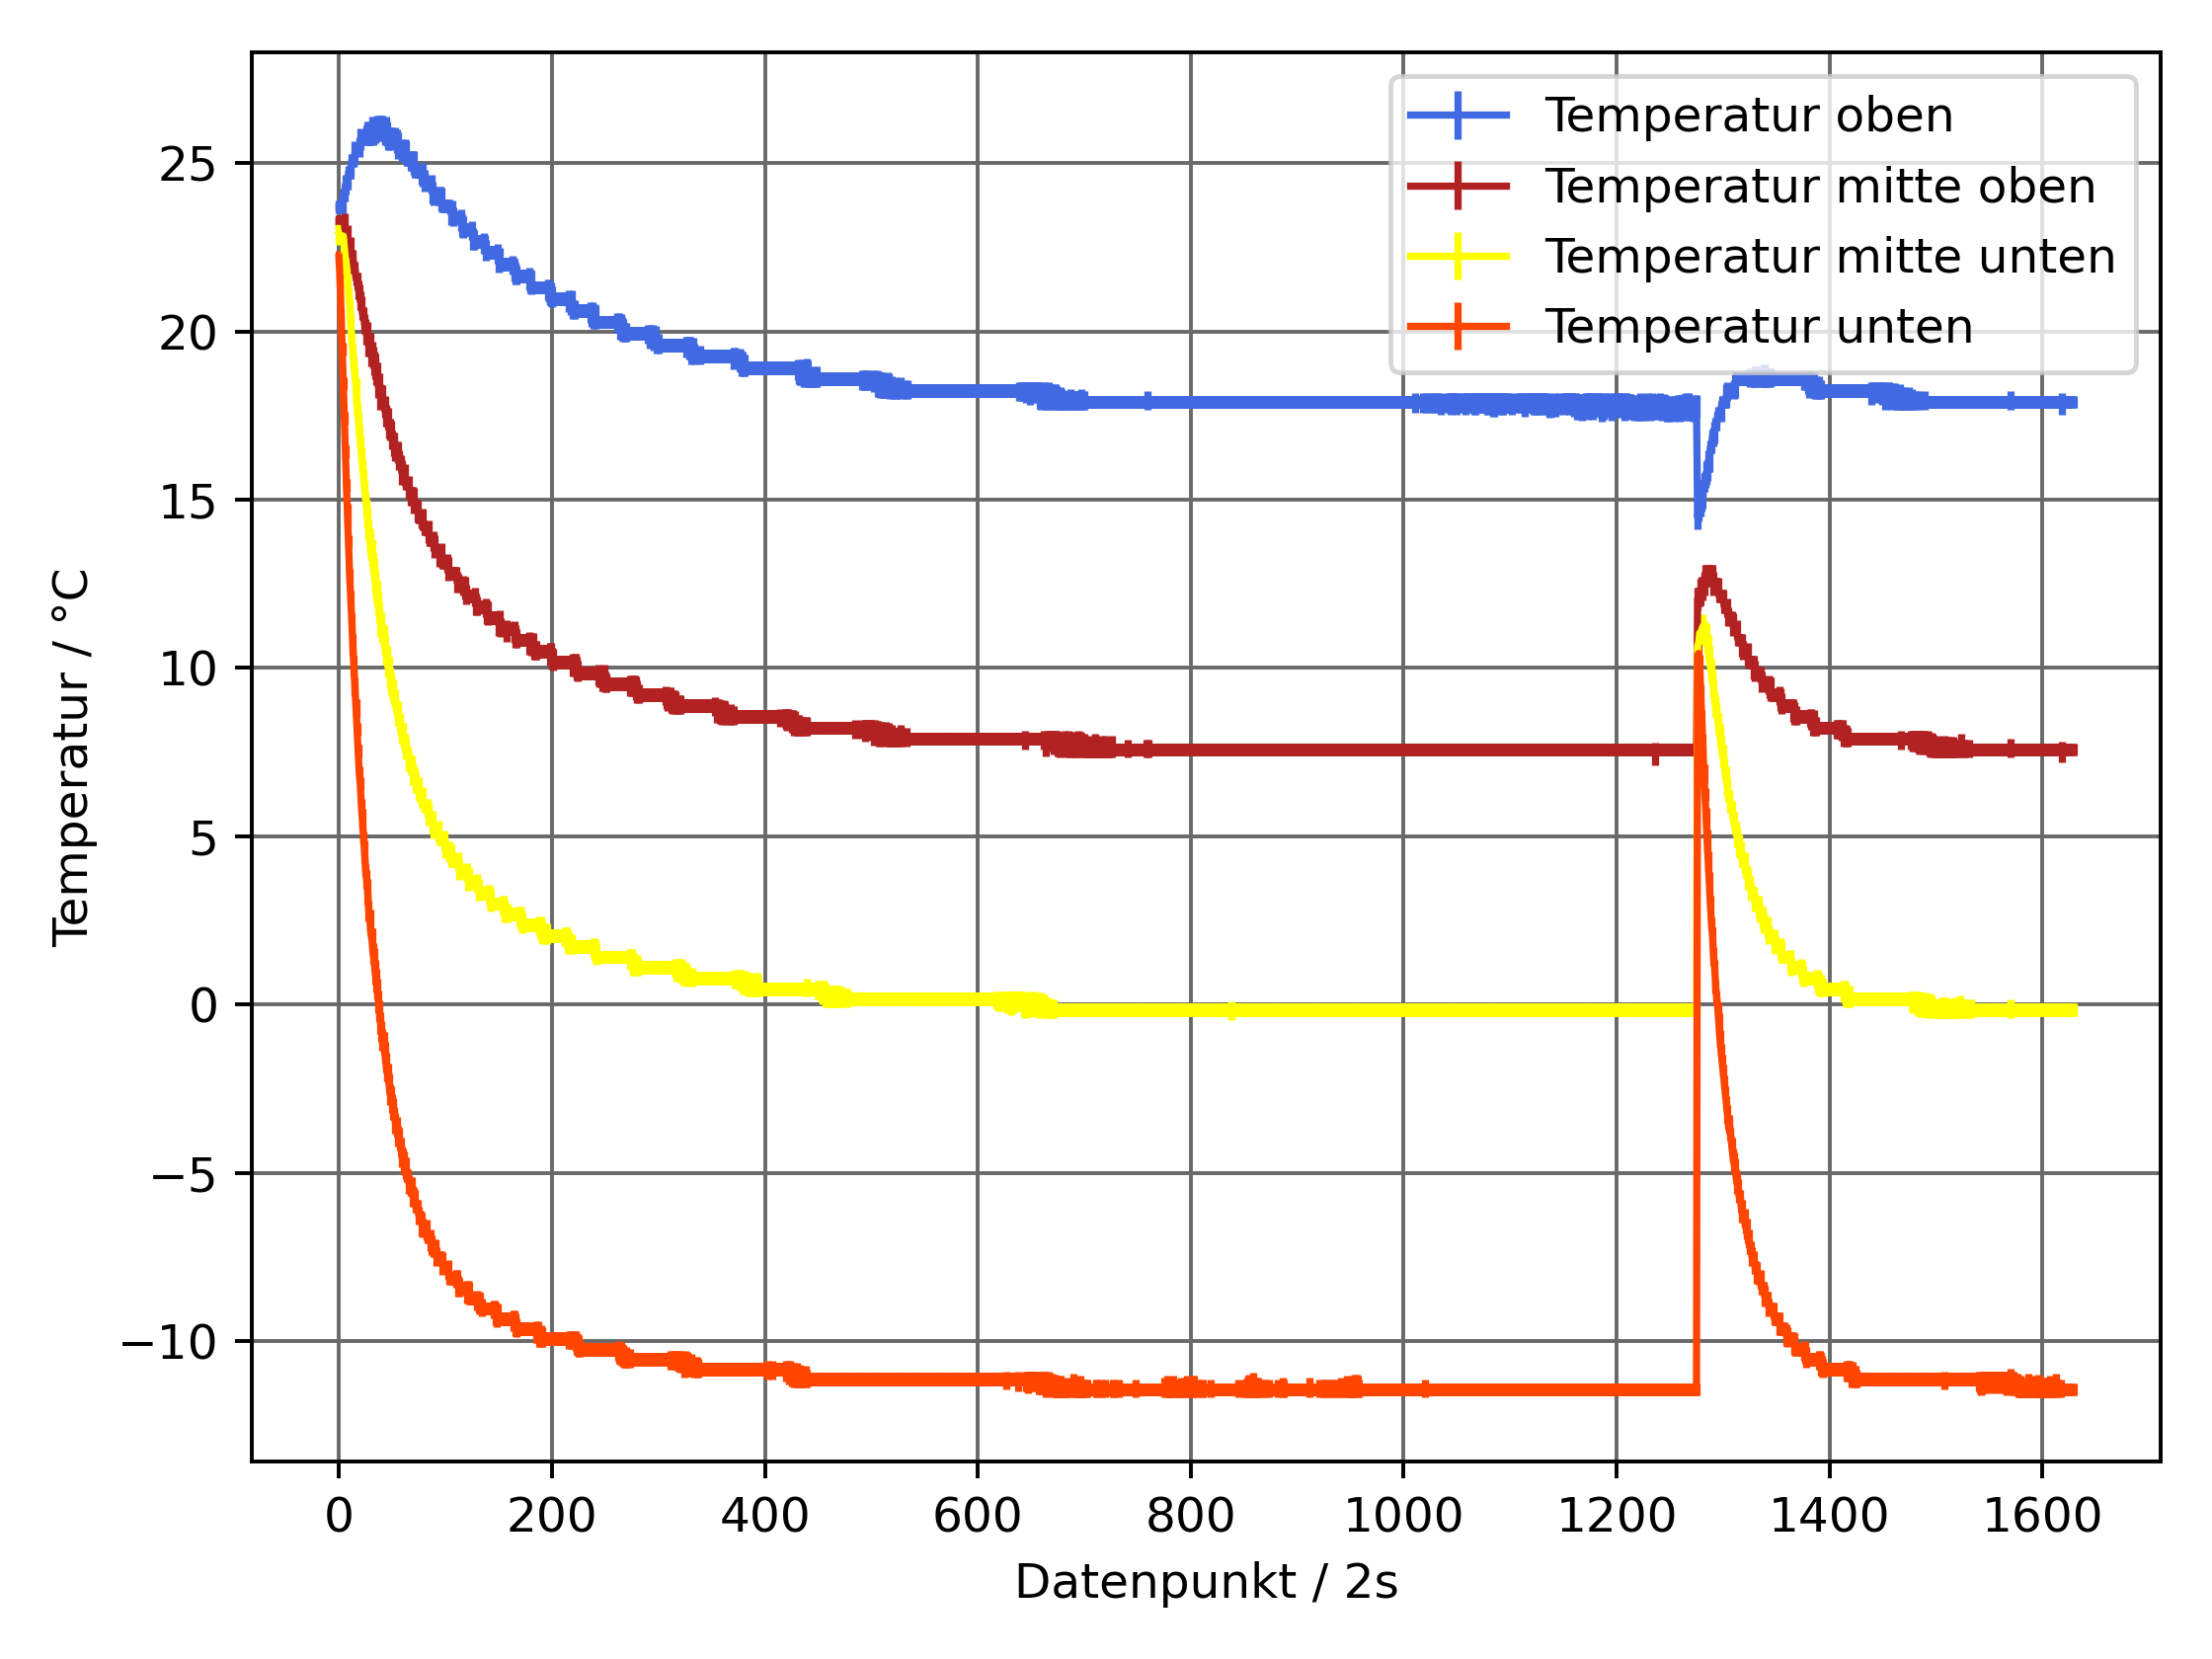 Temperatur oben
Temperatur mitte oben
Temperatur mitte unten
Temperatur unten
Temperatur / °C
25
20
15
10
5
0
−5
−10
0 200 400 600 800 1000 1200 1400 1600
Datenpunkt / 2s